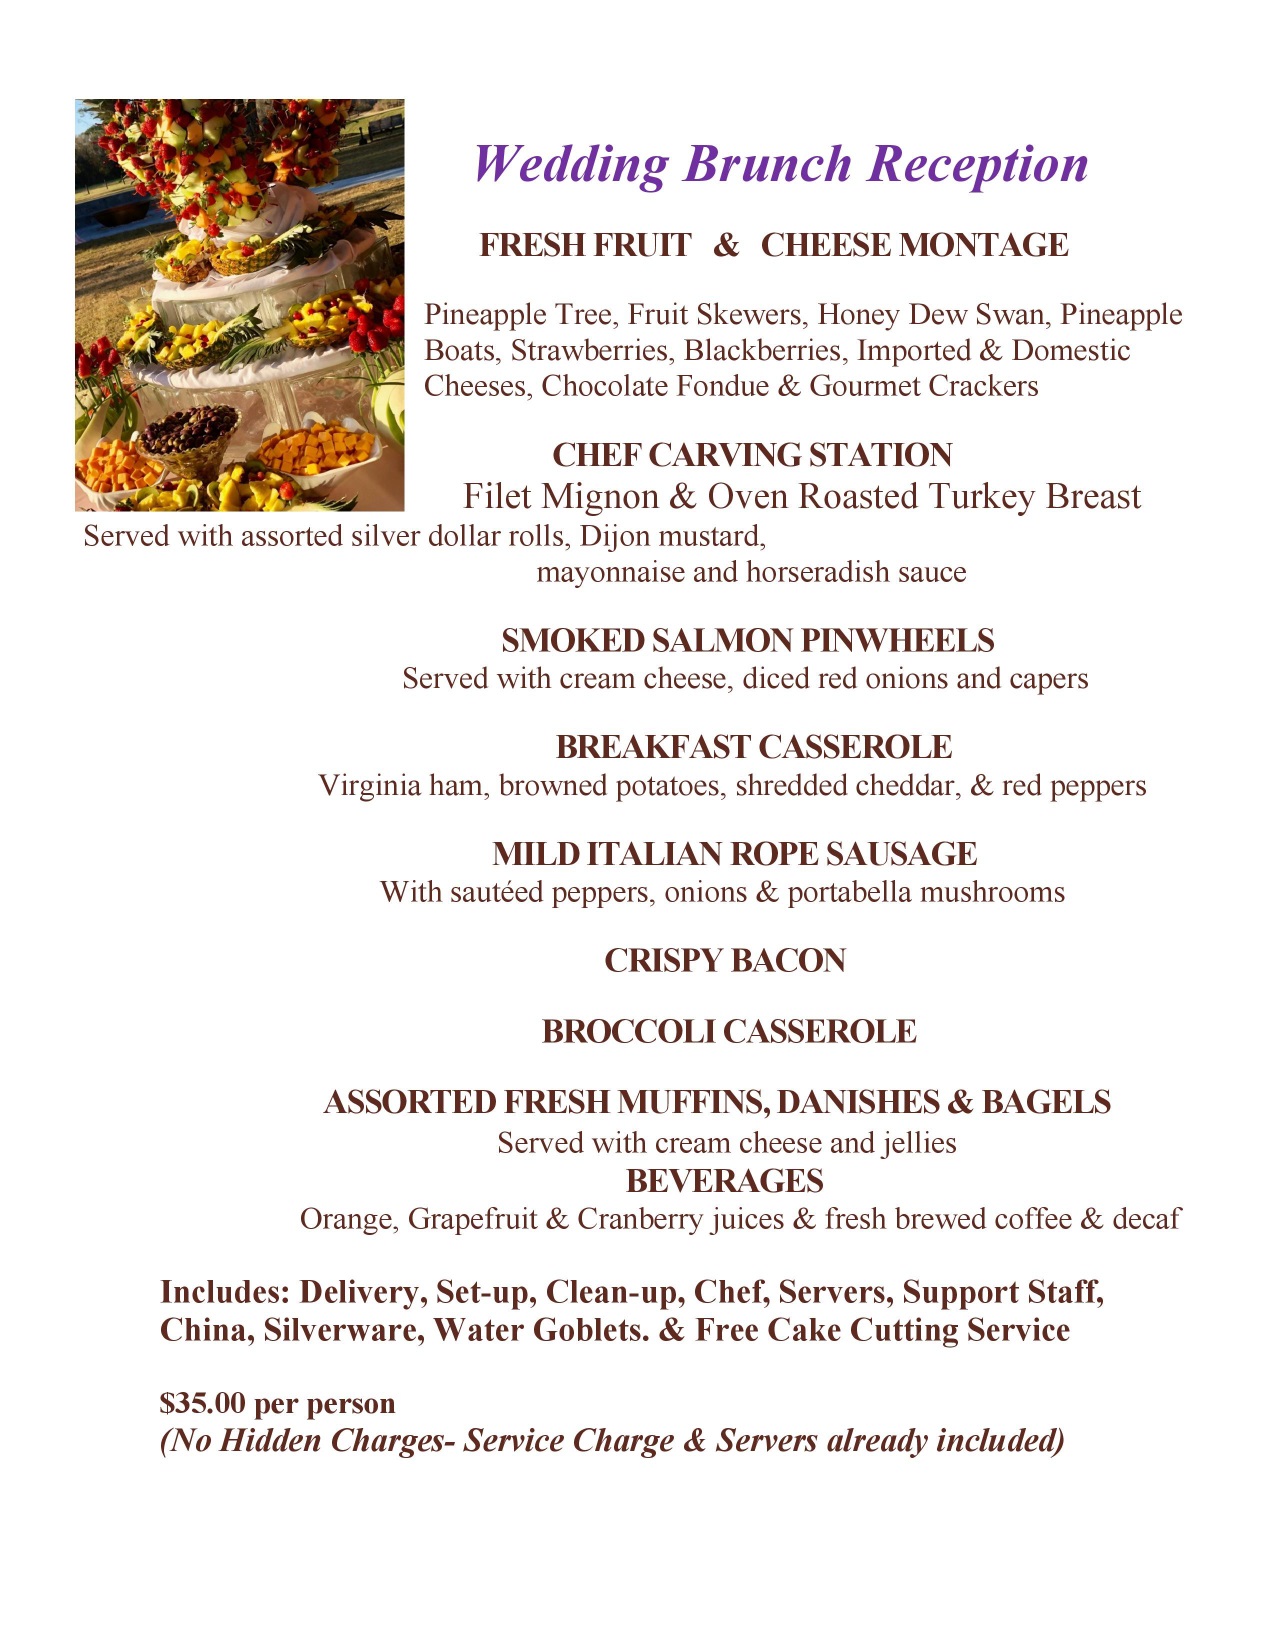 Wedding Brunch Reception
FRESH FRUIT & CHEESE MONTAGE
Pineapple Tree, Fruit Skewers, Honey Dew Swan, Pineapple
Boats, Strawberries, Blackberries, Imported & Domestic
Cheeses, Chocolate Fondue & Gourmet Crackers
CHEF CARVING STATION
Filet Mignon & Oven Roasted Turkey Breast
Served with assorted silver dollar rolls, Dijon mustard,
mayonnaise and horseradish sauce
SMOKED SALMON PINWHEELS
Served with cream cheese, diced red onions and capers
BREAKFAST CASSEROLE
Virginia ham, browned potatoes, shredded cheddar, & red peppers
MILD ITALIAN ROPE SAUSAGE
With sautéed peppers, onions & portabella mushrooms
CRISPY BACON
BROCCOLI CASSEROLE
ASSORTED FRESH MUFFINS, DANISHES & BAGELS
Served with cream cheese and jellies
BEVERAGES
Orange, Grapefruit & Cranberry juices & fresh brewed coffee & decaf
Includes: Delivery, Set-up, Clean-up, Chef, Servers, Support Staff,
China, Silverware, Water Goblets. & Free Cake Cutting Service
$35.00 per person
(No Hidden Charges- Service Charge & Servers already included)